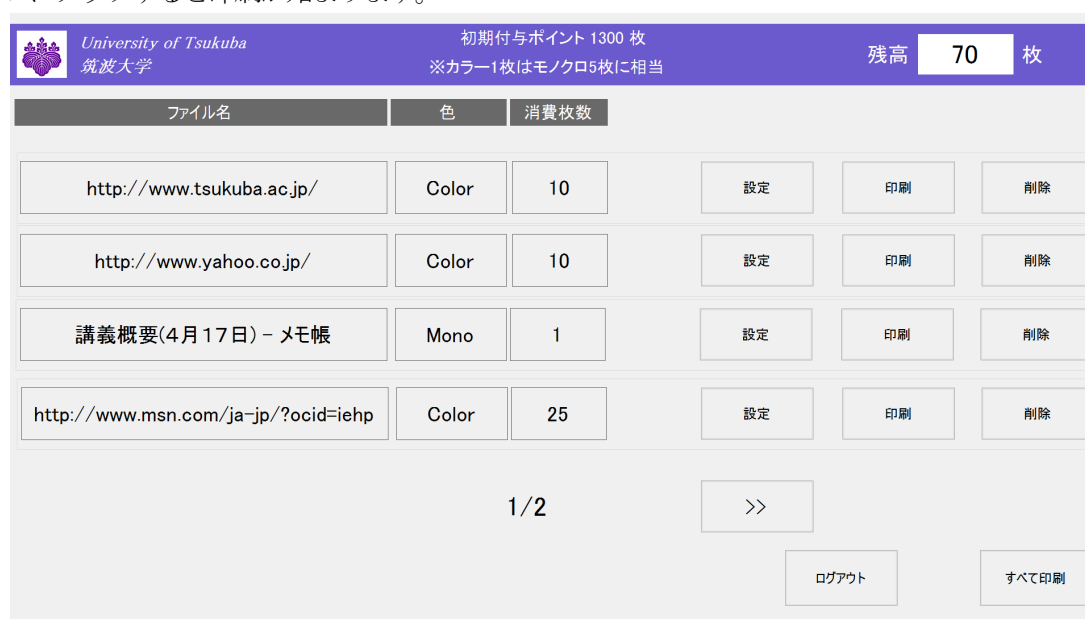 University of Tsukuba
筑波大学
初期付与ポイント 1300 枚
※カラー1枚はモノクロ5枚に相当
残高 70 枚
ファイル名 色 消費枚数
http://www.tsukuba.ac.jp/ Color 10 設定 印刷 削除
http://www.yahoo.co.jp/ Color 10 設定 印刷 削除
講義概要(4月17日) - メモ帳 Mono 1 設定 印刷 削除
http://www.msn.com/ja-jp/?ocid=iehp Color 25 設定 印刷 削除
1/2 >>
ログアウト すべて印刷